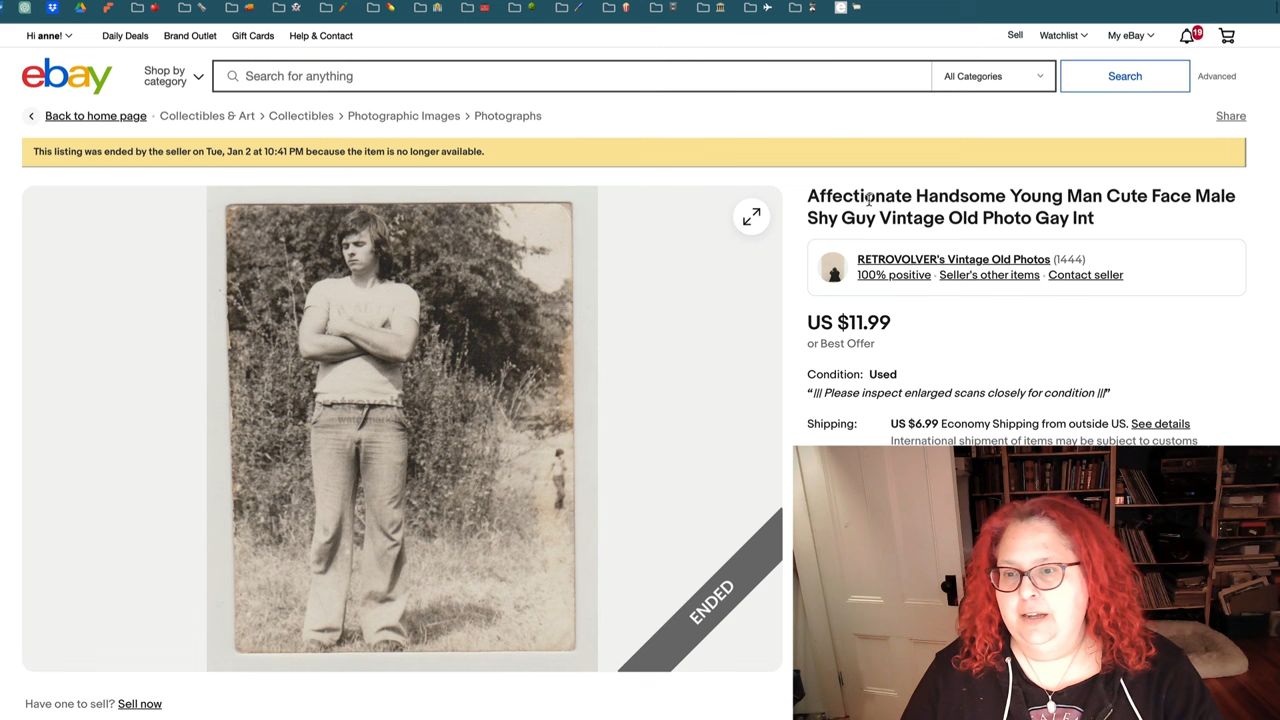 Hi anne!
Daily Deals
Brand Outlet
Gift Cards
Help & Contact
Sell
Watchlist
My eBay
19
ebay
Shop by
category
Search for anything
All Categories
Search
Advanced
Back to home page
Collectibles & Art
Collectibles
Photographic Images
Photographs
Share
This listing was ended by the seller on Tue, Jan 2 at 10:41 PM because the item is no longer available.
Affectionate Handsome Young Man Cute Face Male
Shy Guy Vintage Old Photo Gay Int
RETROVOLVER's Vintage Old Photos (1444)
100% positive · Seller's other items · Contact seller
US $11.99
or Best Offer
Condition: Used
“||| Please inspect enlarged scans closely for condition |||”
Shipping: US $6.99 Economy Shipping from outside US. See details
International shipment of items may be subject to customs
ENDED
Have one to sell? Sell now